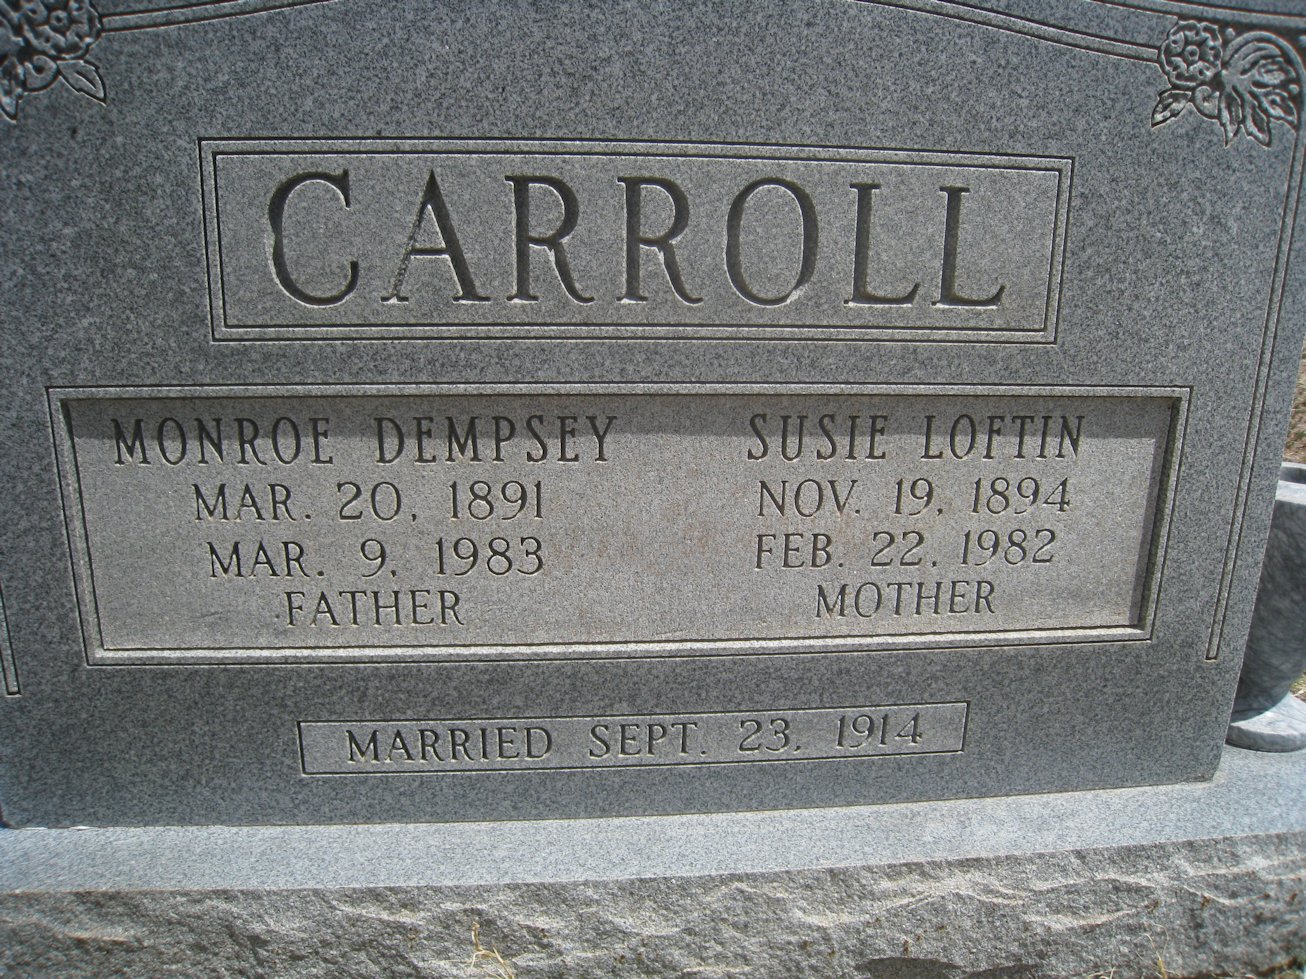 CARROLL
MONROE DEMPSEY
MAR. 20, 1891
MAR. 9, 1983
FATHER
SUSIE LOFTIN
NOV. 19, 1894
FEB. 22, 1982
MOTHER
MARRIED SEPT. 23, 1914